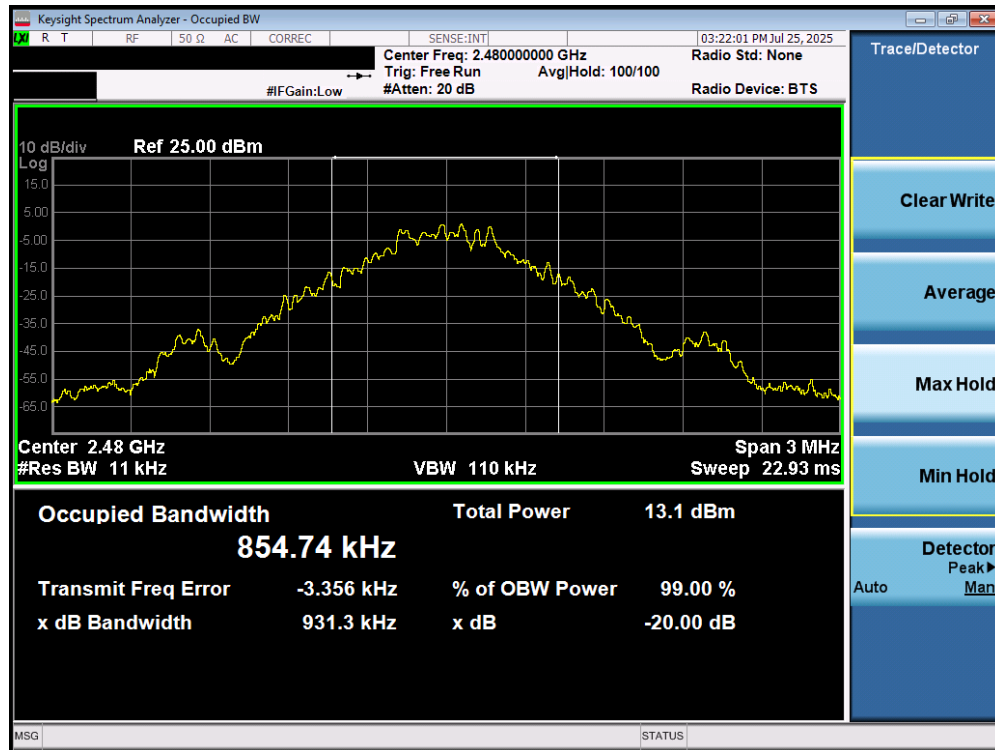 Keysight Spectrum Analyzer - Occupied BW
LXI R T RF 50 Ω AC CORREC SENSE:INT 03:22:01 PM Jul 25, 2025
Center Freq: 2.480000000 GHz Radio Std: None
Trig: Free Run Avg|Hold: 100/100
#IFGain:Low #Atten: 20 dB Radio Device: BTS
Trace/Detector
10 dB/div Ref 25.00 dBm
Log
15.0
5.00
-5.00
-15.0
-25.0
-35.0
-45.0
-55.0
-65.0
Center 2.48 GHz Span 3 MHz
#Res BW 11 kHz VBW 110 kHz Sweep 22.93 ms
Occupied Bandwidth Total Power 13.1 dBm
854.74 kHz
Transmit Freq Error -3.356 kHz % of OBW Power 99.00 %
x dB Bandwidth 931.3 kHz x dB -20.00 dB
Clear Write
Average
Max Hold
Min Hold
Detector
Peak▶
Auto Man
MSG STATUS